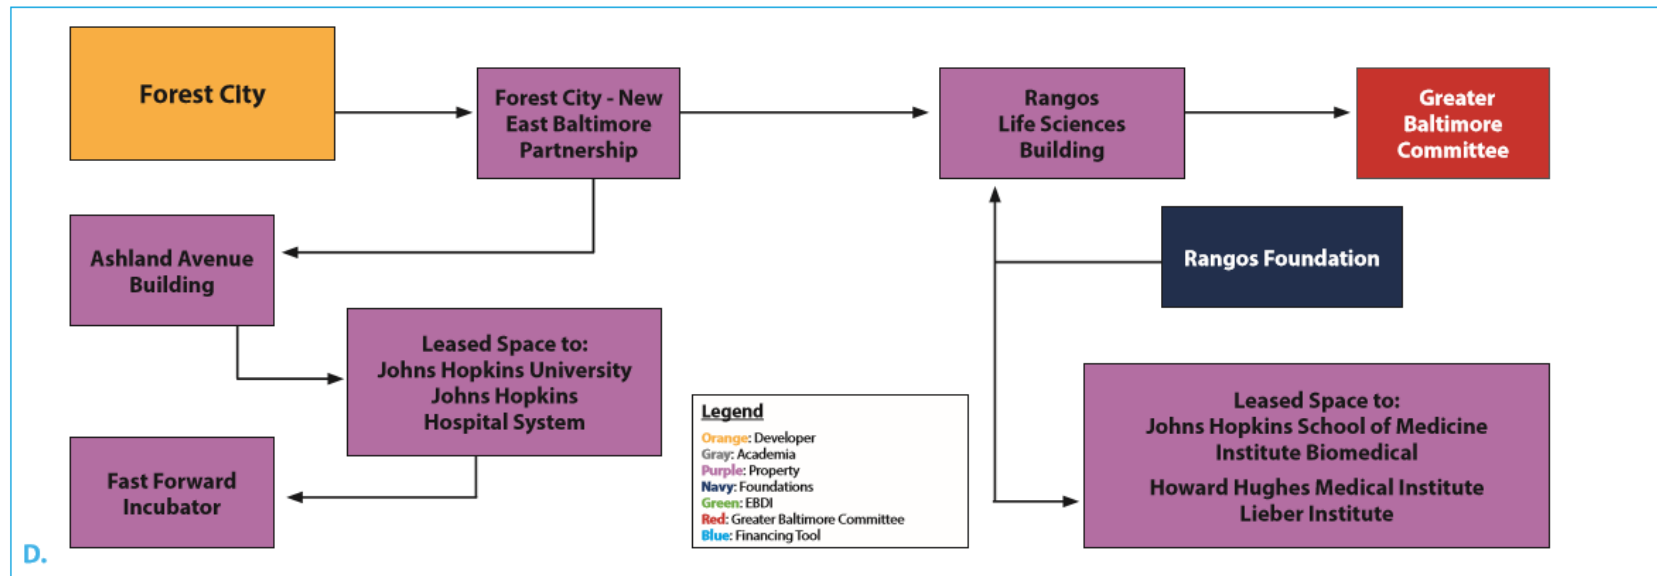 Forest City
Forest City - New
East Baltimore
Partnership
Rangos
Life Sciences
Building
Greater
Baltimore
Committee
Ashland Avenue
Building
Rangos Foundation
Leased Space to:
Johns Hopkins University
Johns Hopkins
Hospital System
Fast Forward
Incubator
Legend
Orange: Developer
Gray: Academia
Purple: Property
Navy: Foundations
Green: EBDI
Red: Greater Baltimore Committee
Blue: Financing Tool
Leased Space to:
Johns Hopkins School of Medicine
Institute Biomedical
Howard Hughes Medical Institute
Lieber Institute
D.